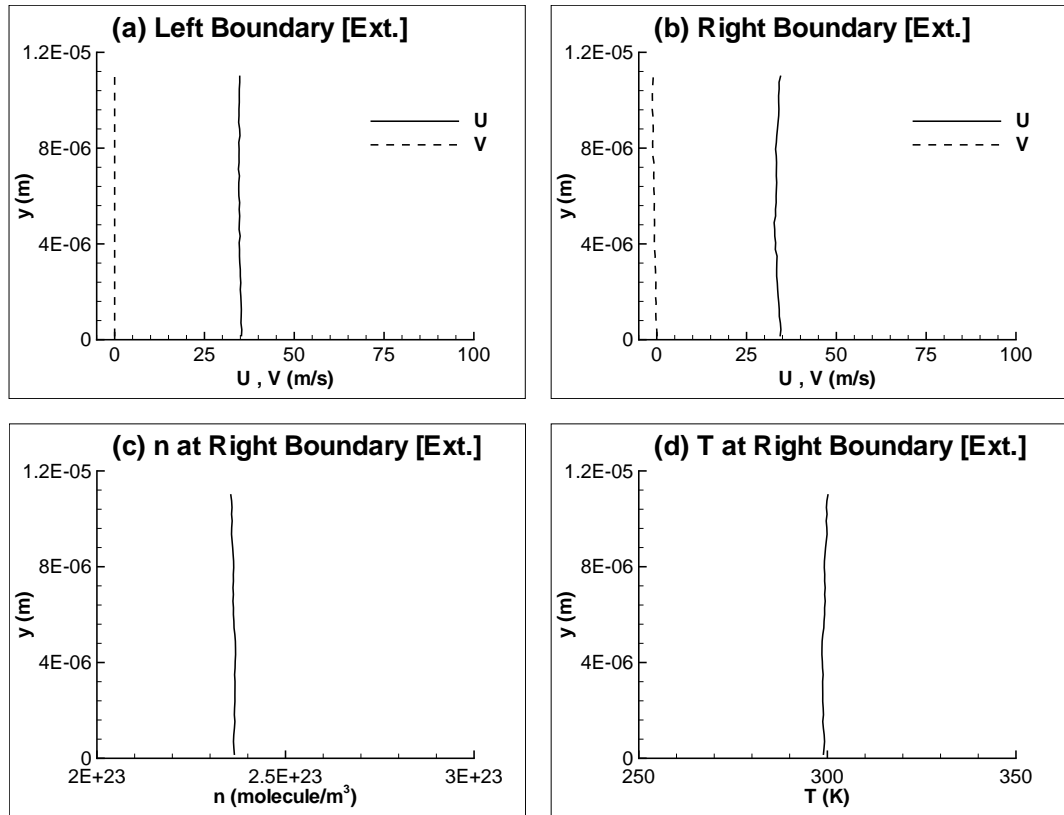 (a) Left Boundary [Ext.]
1.2E-05
8E-06
4E-06
0
y (m)
U
V
0 25 50 75 100
U , V (m/s)
(b) Right Boundary [Ext.]
1.2E-05
8E-06
4E-06
0
y (m)
U
V
0 25 50 75 100
U , V (m/s)
(c) n at Right Boundary [Ext.]
1.2E-05
8E-06
4E-06
0
y (m)
2E+23 2.5E+23 3E+23
n (molecule/m³)
(d) T at Right Boundary [Ext.]
1.2E-05
8E-06
4E-06
0
y (m)
250 300 350
T (K)